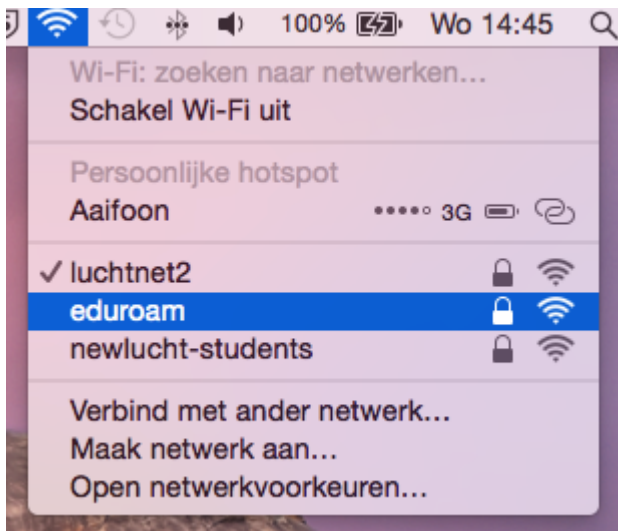 100% Wo 14:45
Wi-Fi: zoeken naar netwerken...
Schakel Wi-Fi uit
Persoonlijke hotspot
Aaifoon 3G
✓ luchtnet2
eduroam
newlucht-students
Verbind met ander netwerk...
Maak netwerk aan...
Open netwerkvoorkeuren...